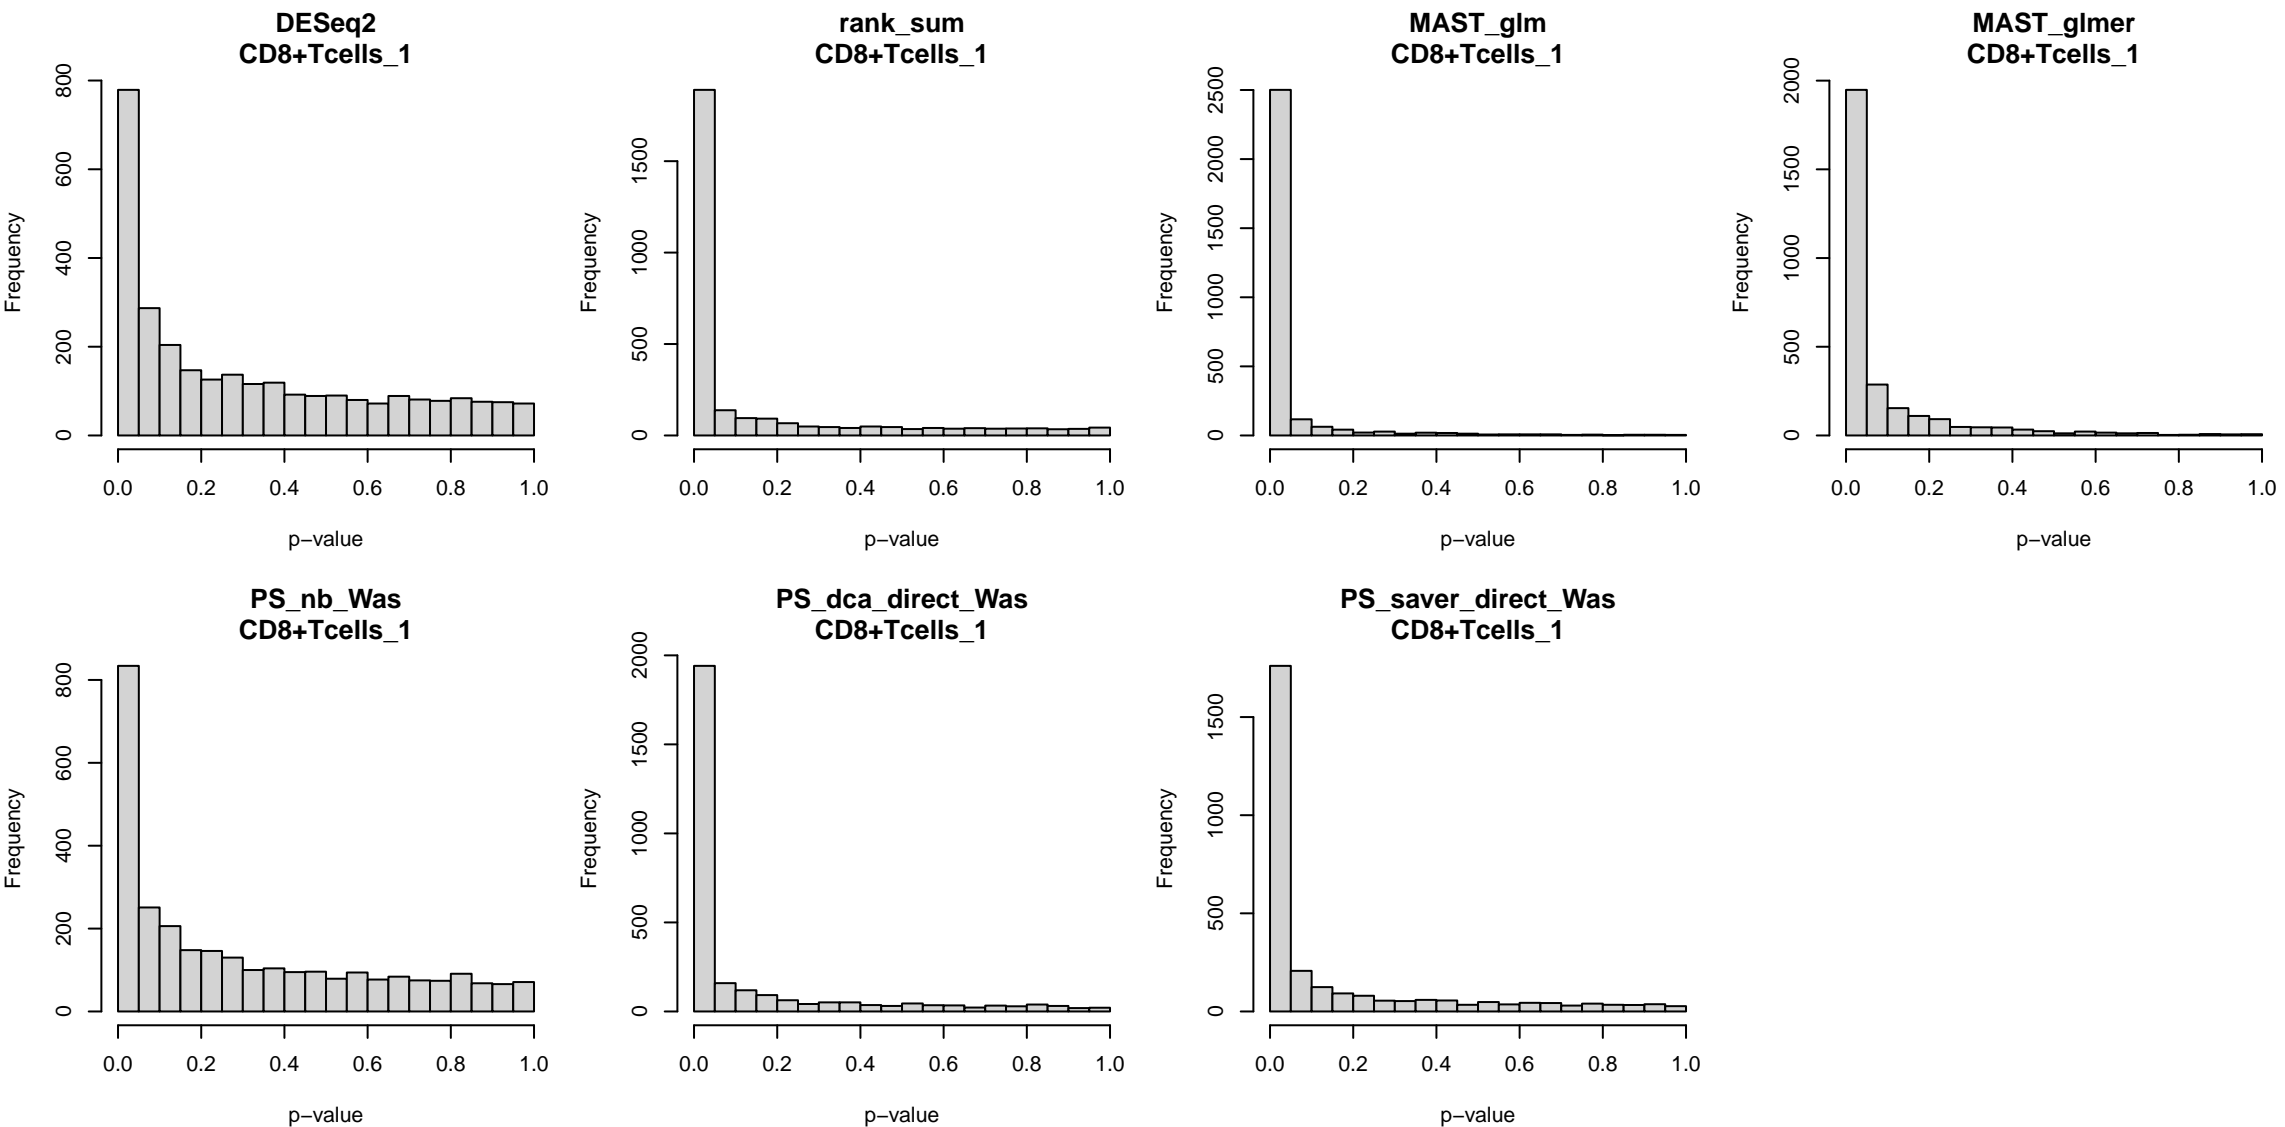 DESeq2
CD8+Tcells_1
Frequency
0
200
400
600
800
0.0 0.2 0.4 0.6 0.8 1.0
p−value
rank_sum
CD8+Tcells_1
Frequency
0
500
1000
1500
0.0 0.2 0.4 0.6 0.8 1.0
p−value
MAST_glm
CD8+Tcells_1
Frequency
0
500
1000
1500
2000
2500
0.0 0.2 0.4 0.6 0.8 1.0
p−value
MAST_glmer
CD8+Tcells_1
Frequency
0
500
1000
1500
2000
0.0 0.2 0.4 0.6 0.8 1.0
p−value
PS_nb_Was
CD8+Tcells_1
Frequency
0
200
400
600
800
0.0 0.2 0.4 0.6 0.8 1.0
p−value
PS_dca_direct_Was
CD8+Tcells_1
Frequency
0
500
1000
1500
2000
0.0 0.2 0.4 0.6 0.8 1.0
p−value
PS_saver_direct_Was
CD8+Tcells_1
Frequency
0
500
1000
1500
0.0 0.2 0.4 0.6 0.8 1.0
p−value